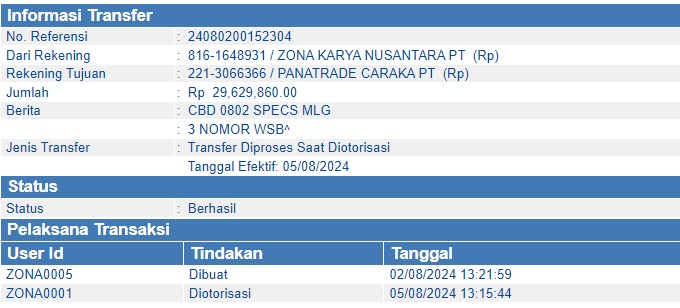 Informasi Transfer
No. Referensi : 24080200152304
Dari Rekening : 816-1648931 / ZONA KARYA NUSANTARA PT (Rp)
Rekening Tujuan : 221-3066366 / PANATRADE CARAKA PT (Rp)
Jumlah : Rp 29,629,860.00
Berita : CBD 0802 SPECS MLG
: 3 NOMOR WSB^
Jenis Transfer : Transfer Diproses Saat Diotorisasi
Tanggal Efektif: 05/08/2024
Status
Status : Berhasil
Pelaksana Transaksi
User Id Tindakan Tanggal
ZONA0005 Dibuat 02/08/2024 13:21:59
ZONA0001 Diotorisasi 05/08/2024 13:15:44